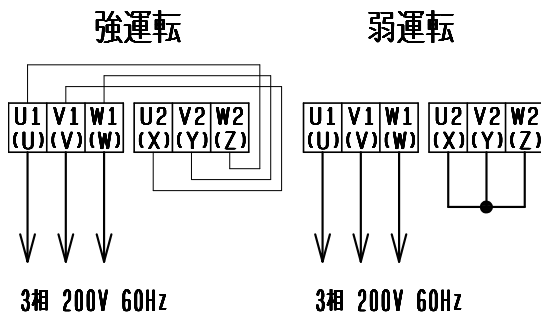 強運転 弱運転
U1 V1 W1 U2 V2 W2 U1 V1 W1 U2 V2 W2
(U) (V) (W) (X) (Y) (Z) (U) (V) (W) (X) (Y) (Z)
3相 200V 60Hz 3相 200V 60Hz